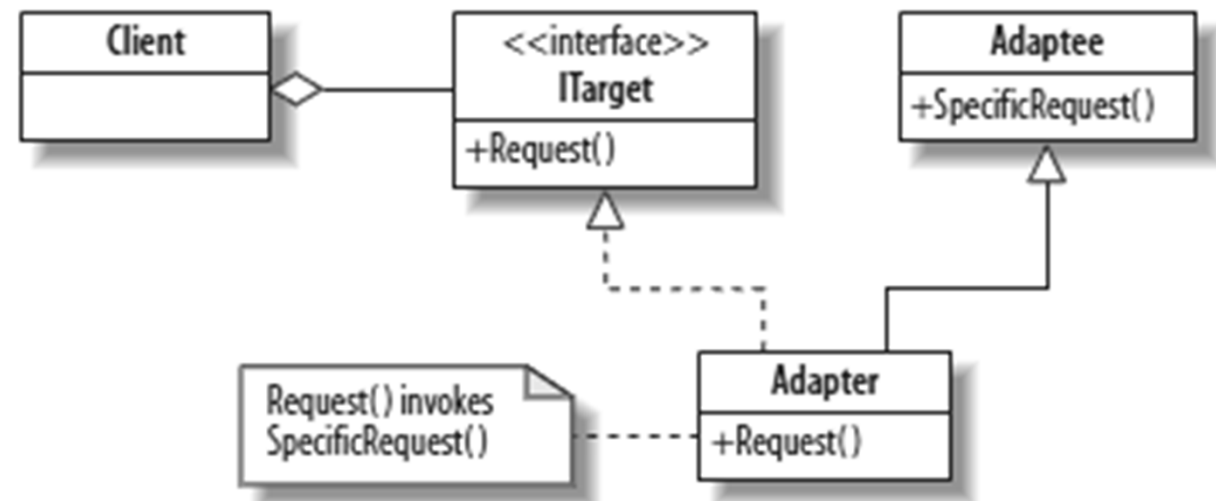 Client
<<interface>>
ITarget
+Request()
Adaptee
+SpecificRequest()
Request() invokes
SpecificRequest()
Adapter
+Request()